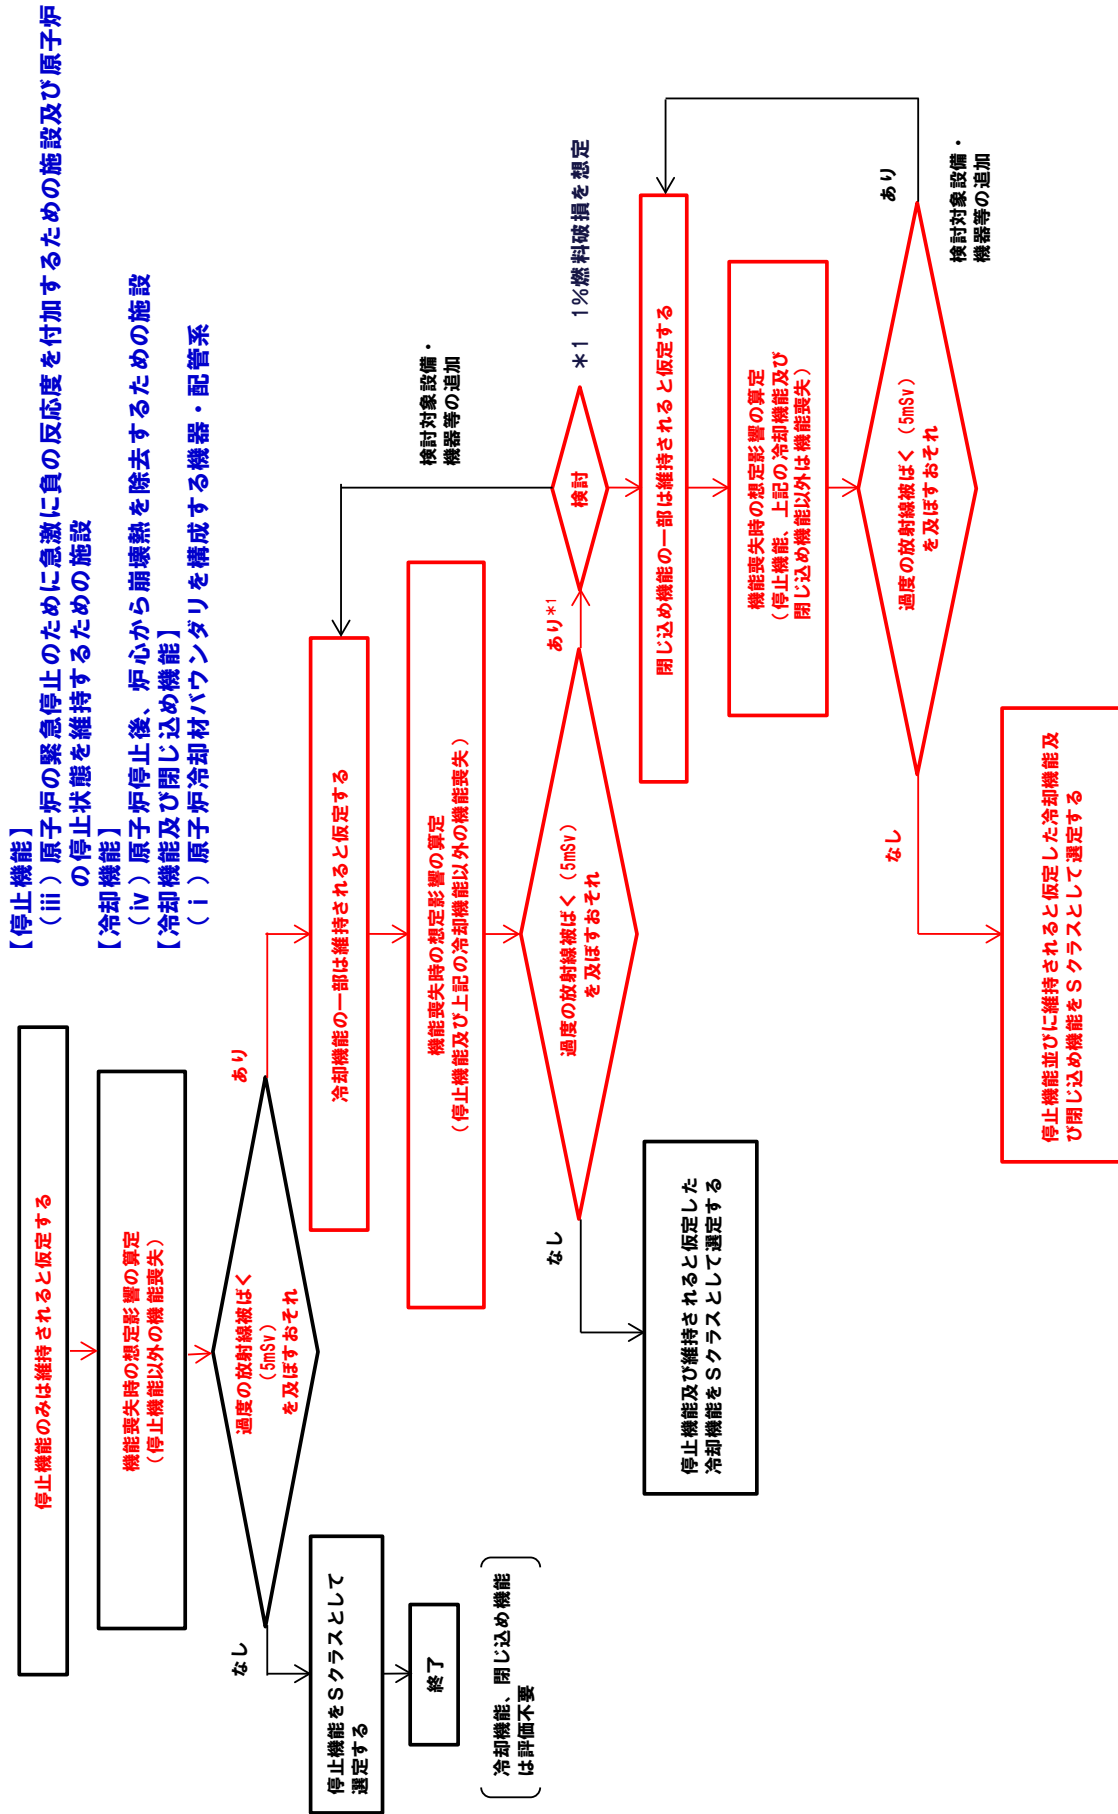 【停止機能】
（ⅲ）原子炉の緊急停止のために急激に負の反応度を付加するための施設及び原子炉
の停止状態を維持するための施設
【冷却機能】
（ⅳ）原子炉停止後、炉心から崩壊熱を除去するための施設
【冷却機能及び閉じ込め機能】
（ⅰ）原子炉冷却材バウンダリを構成する機器・配管系
停止機能のみは維持されると仮定する
機能喪失時の想定影響の算定
（停止機能以外の機能喪失）
過度の放射線被ばく
（5mSv）
を及ぼすおそれ
なし
あり
停止機能をＳクラスとして
選定する
終了
冷却機能、閉じ込め機能
は評価不要
冷却機能の一部は維持されると仮定する
機能喪失時の想定影響の算定
（停止機能及び上記の冷却機能以外の機能喪失）
過度の放射線被ばく（5mSv）
を及ぼすおそれ
なし
あり*1
停止機能及び維持されると仮定した
冷却機能をＳクラスとして選定する
検討
検討対象設備・
機器等の追加
＊1　1％燃料破損を想定
閉じ込め機能の一部は維持されると仮定する
機能喪失時の想定影響の算定
（停止機能、上記の冷却機能及び
閉じ込め機能以外は機能喪失）
過度の放射線被ばく（5mSv）
を及ぼすおそれ
なし
あり
検討対象設備・
機器等の追加
停止機能並びに維持されると仮定した冷却機能及
び閉じ込め機能をＳクラスとして選定する